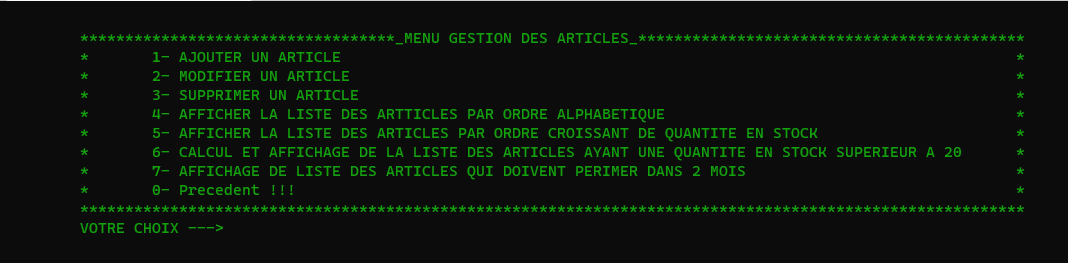 ***********************************_MENU GESTION DES ARTICLES_*******************************************
* 1- AJOUTER UN ARTICLE *
* 2- MODIFIER UN ARTICLE *
* 3- SUPPRIMER UN ARTICLE *
* 4- AFFICHER LA LISTE DES ARTTICLES PAR ORDRE ALPHABETIQUE *
* 5- AFFICHER LA LISTE DES ARTICLES PAR ORDRE CROISSANT DE QUANTITE EN STOCK *
* 6- CALCUL ET AFFICHAGE DE LA LISTE DES ARTICLES AYANT UNE QUANTITE EN STOCK SUPERIEUR A 20 *
* 7- AFFICHAGE DE LISTE DES ARTICLES QUI DOIVENT PERIMER DANS 2 MOIS *
* 0- Precedent !!! *
*********************************************************************************************************
VOTRE CHOIX --->